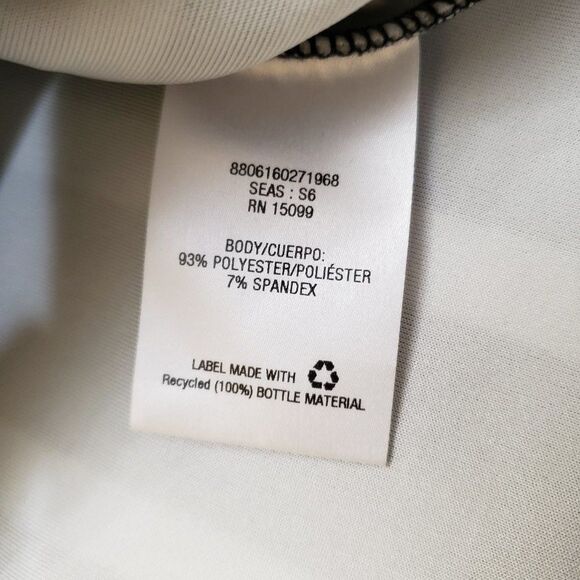 8806160271968
SEAS : S6
RN 15099
BODY/CUERPO:
93% POLYESTER/POLIÉSTER
7% SPANDEX
LABEL MADE WITH
Recycled (100%) BOTTLE MATERIAL